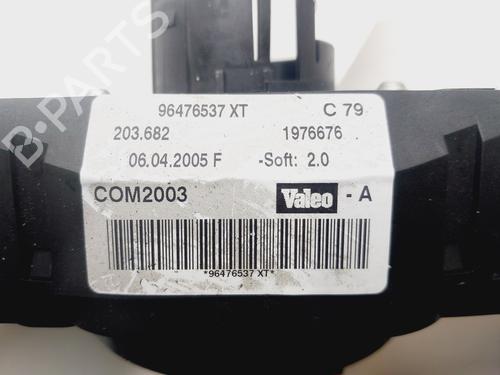 96476537 XT C 79
203.682 1976676
06.04.2005 F -Soft: 2.0
COM2003 Valeo - A
*96476537 XT*
B-Parts